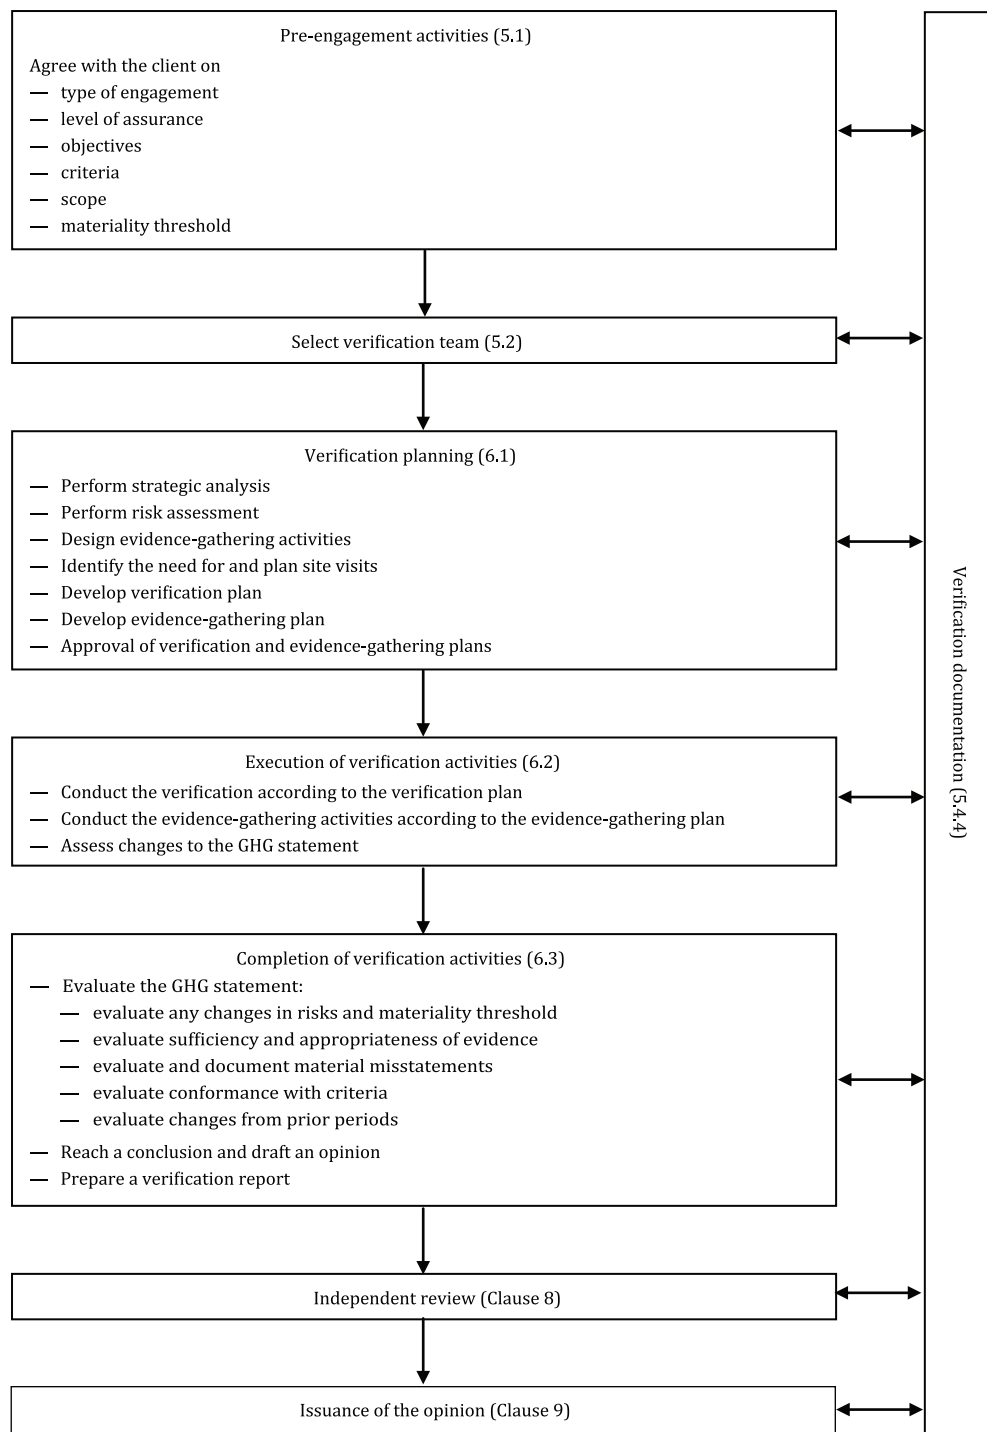 Pre-engagement activities (5.1)
Agree with the client on
— type of engagement
— level of assurance
— objectives
— criteria
— scope
— materiality threshold
Select verification team (5.2)
Verification planning (6.1)
— Perform strategic analysis
— Perform risk assessment
— Design evidence-gathering activities
— Identify the need for and plan site visits
— Develop verification plan
— Develop evidence-gathering plan
— Approval of verification and evidence-gathering plans
Execution of verification activities (6.2)
— Conduct the verification according to the verification plan
— Conduct the evidence-gathering activities according to the evidence-gathering plan
— Assess changes to the GHG statement
Completion of verification activities (6.3)
— Evaluate the GHG statement:
— evaluate any changes in risks and materiality threshold
— evaluate sufficiency and appropriateness of evidence
— evaluate and document material misstatements
— evaluate conformance with criteria
— evaluate changes from prior periods
— Reach a conclusion and draft an opinion
— Prepare a verification report
Independent review (Clause 8)
Issuance of the opinion (Clause 9)
Verification documentation (5.4.4)